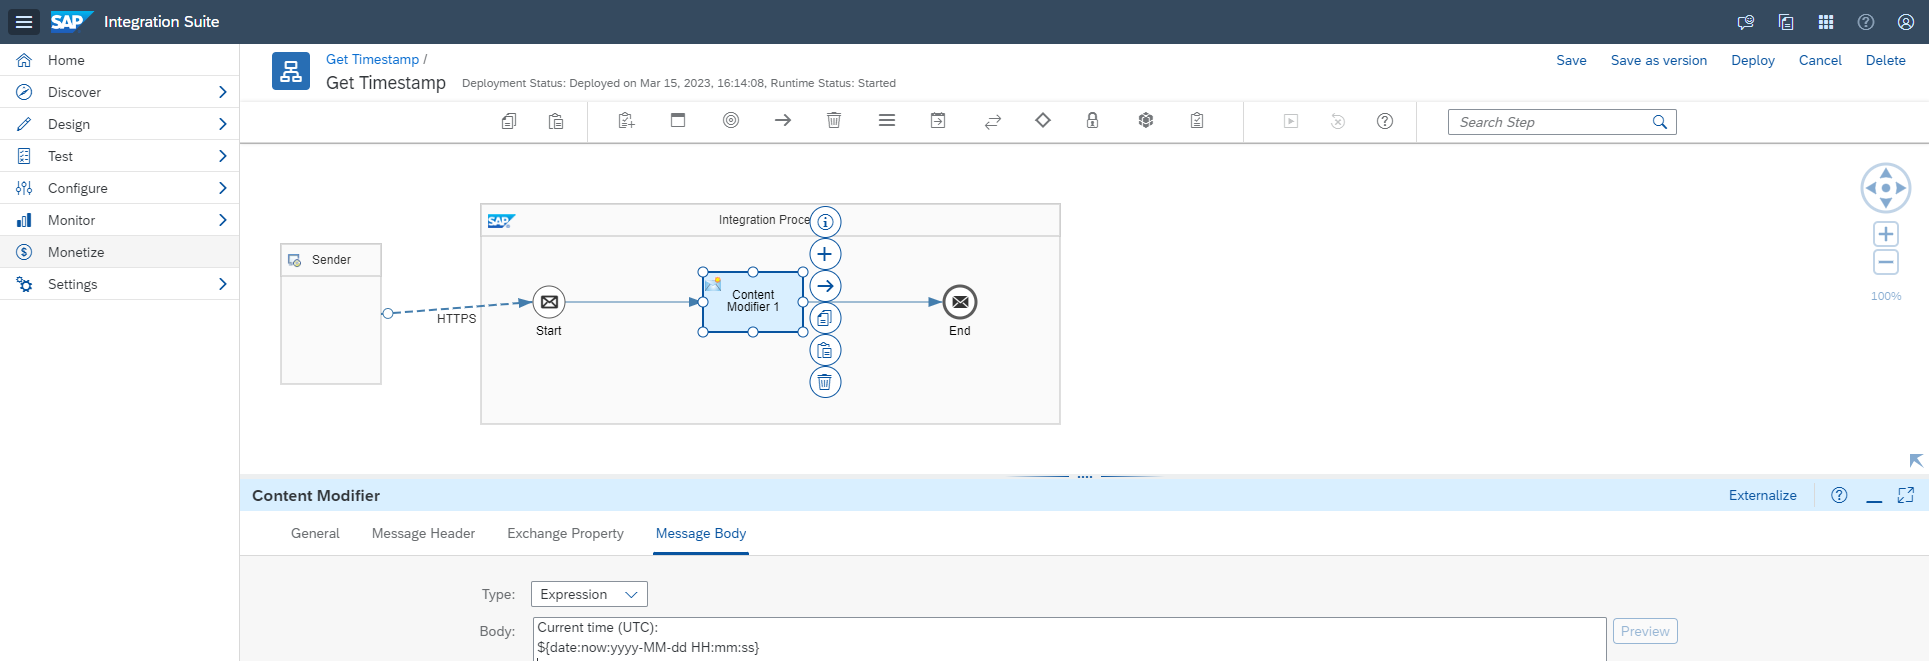 SAP Integration Suite
Home
Discover
Design
Test
Configure
Monitor
Monetize
Settings
Get Timestamp /
Get Timestamp Deployment Status: Deployed on Mar 15, 2023, 16:14:08, Runtime Status: Started
Save Save as version Deploy Cancel Delete
Search Step
Sender
HTTPS
SAP Integration Proce
Start
Content
Modifier 1
End
100%
Content Modifier
Externalize
General Message Header Exchange Property Message Body
Type: Expression
Body: Current time (UTC):
${date:now:yyyy-MM-dd HH:mm:ss}
Preview